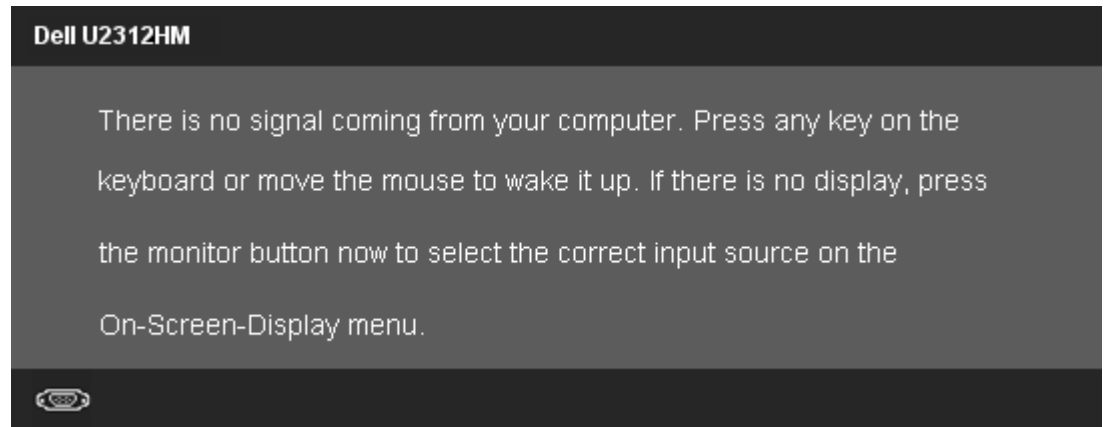 Dell U2312HM
There is no signal coming from your computer. Press any key on the
keyboard or move the mouse to wake it up. If there is no display, press
the monitor button now to select the correct input source on the
On-Screen-Display menu.